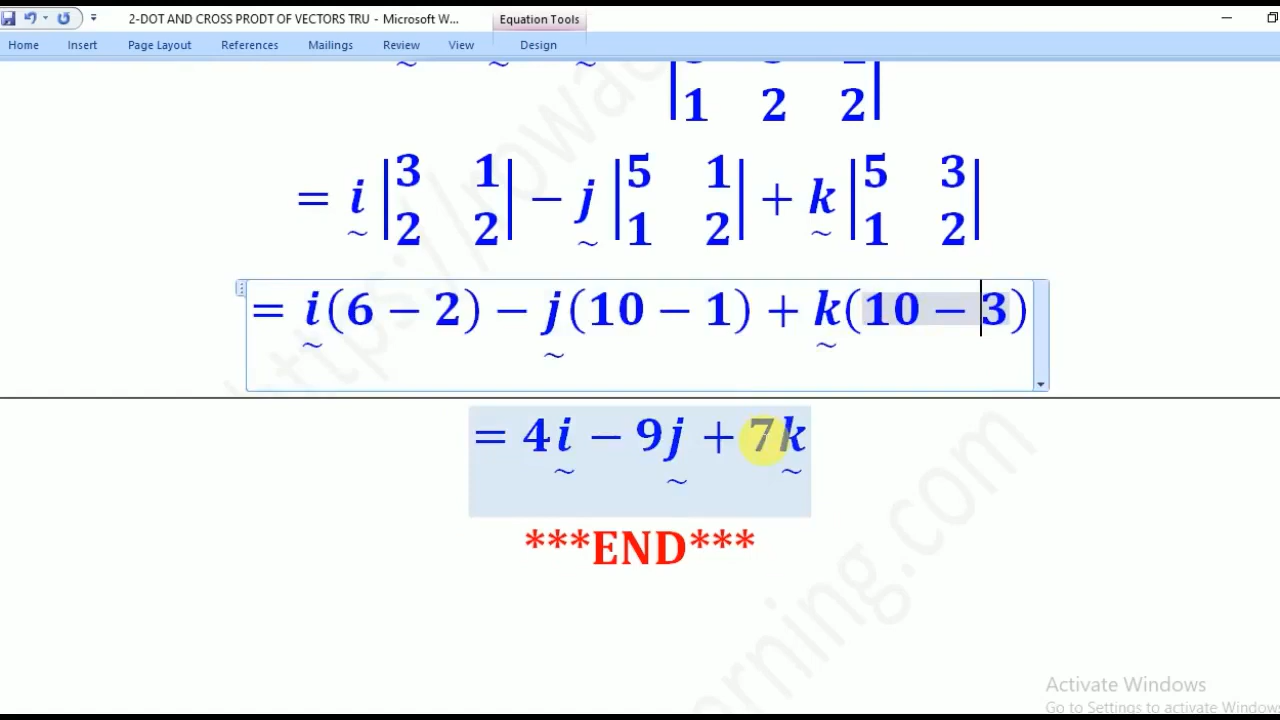 2-DOT AND CROSS PRODT OF VECTORS TRU - Microsoft W...
Equation Tools
Home Insert Page Layout References Mailings Review View Design
|1 2 2|
= i |3 1| − j |5 1| + k |5 3|
|2 2| |1 2| |1 2|
= i(6 − 2) − j(10 − 1) + k(10 − 3)
= 4i − 9j + 7k
***END***
Activate Windows
Go to Settings to activate Windows